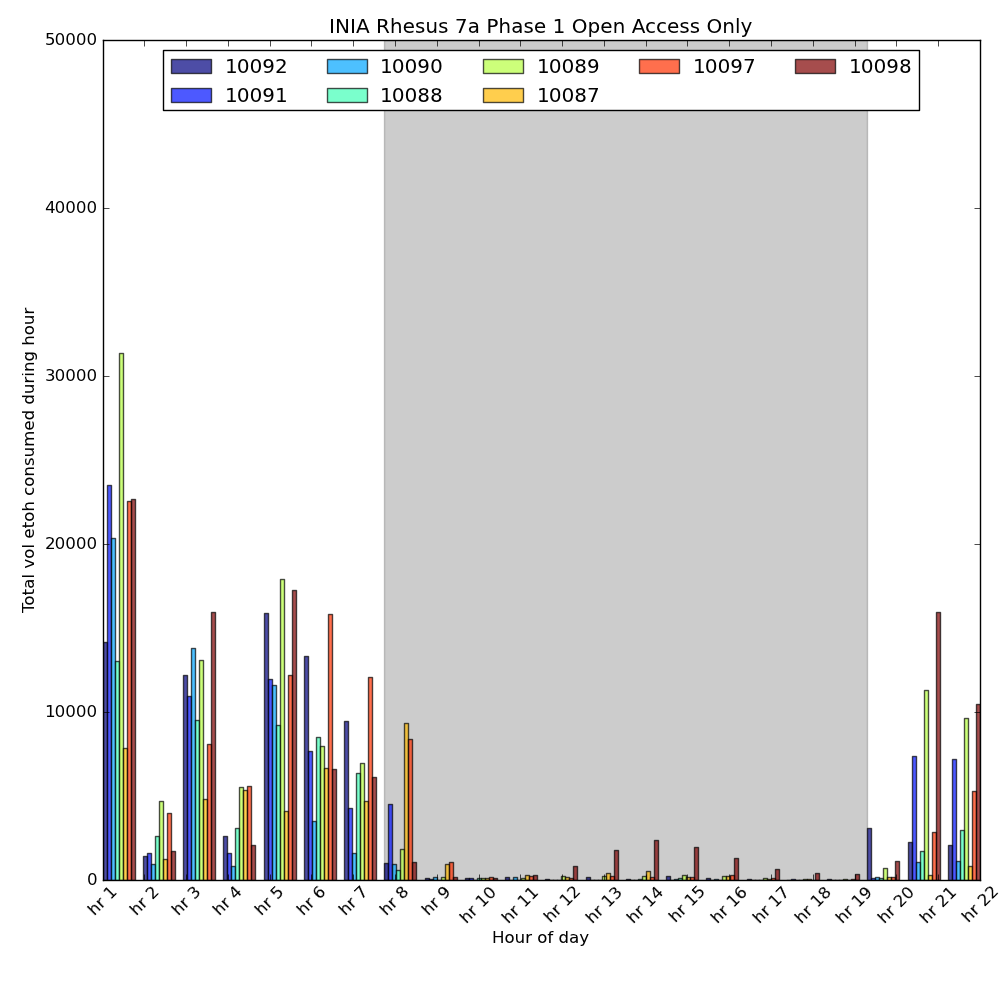 INIA Rhesus 7a Phase 1 Open Access Only
50000
10092 10090 10089 10097 10098
10091 10088 10087
40000
30000
20000
10000
0
Total vol etoh consumed during hour
hr 1 hr 2 hr 3 hr 4 hr 5 hr 6 hr 7 hr 8 hr 9 hr 10 hr 11 hr 12 hr 13 hr 14 hr 15 hr 16 hr 17 hr 18 hr 19 hr 20 hr 21 hr 22
Hour of day